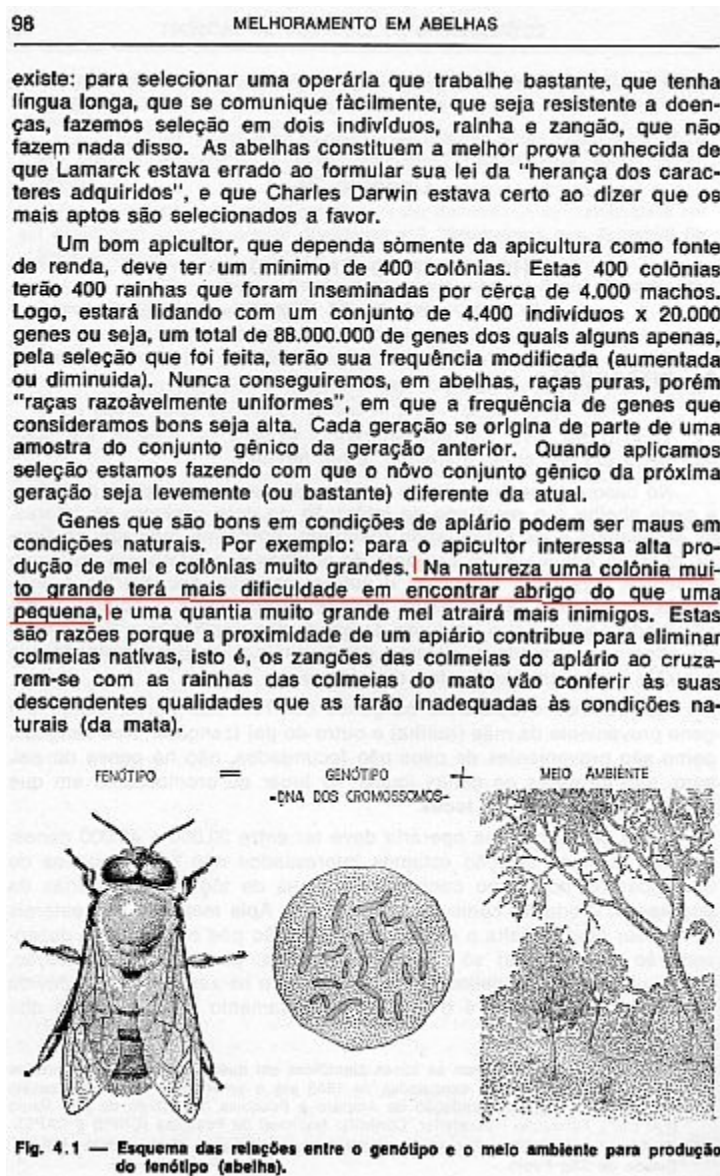 98
MELHORAMENTO EM ABELHAS
existe: para selecionar uma operária que trabalhe bastante, que tenha
língua longa, que se comunique fàcilmente, que seja resistente a doen-
ças, fazemos seleção em dois indivíduos, rainha e zangão, que não
fazem nada disso. As abelhas constituem a melhor prova conhecida de
que Lamarck estava errado ao formular sua lei da "herança dos carac-
teres adquiridos", e que Charles Darwin estava certo ao dizer que os
mais aptos são selecionados a favor.
Um bom apicultor, que dependa sòmente da apicultura como fonte
de renda, deve ter um mínimo de 400 colônias. Estas 400 colônias
terão 400 rainhas que foram inseminadas por cêrca de 4.000 machos.
Logo, estará lidando com um conjunto de 4.400 indivíduos x 20.000
genes ou seja, um total de 88.000.000 de genes dos quais alguns apenas,
pela seleção que foi feita, terão sua frequência modificada (aumentada
ou diminuida). Nunca conseguiremos, em abelhas, raças puras, porém
"raças razoàvelmente uniformes", em que a frequência de genes que
consideramos bons seja alta. Cada geração se origina de parte de uma
amostra do conjunto gênico da geração anterior. Quando aplicamos
seleção estamos fazendo com que o nôvo conjunto gênico da próxima
geração seja levemente (ou bastante) diferente da atual.
Genes que são bons em condições de apiário podem ser maus em
condições naturais. Por exemplo: para o apicultor interessa alta pro-
dução de mel e colônias muito grandes. Na natureza uma colônia mui-
to grande terá mais dificuldade em encontrar abrigo do que uma
pequena, e uma quantia muito grande mel atrairá mais inimigos. Estas
são razões porque a proximidade de um apiário contribue para eliminar
colmeias nativas, isto é, os zangões das colmeias do apiário ao cruza-
rem-se com as rainhas das colmeias do mato vão conferir às suas
descendentes qualidades que as farão inadequadas às condições na-
turais (da mata).
FENÓTIPO = GENÓTIPO + MEIO AMBIENTE
-DNA DOS CROMOSSOMOS-
Fig. 4.1 — Esquema das relações entre o genótipo e o meio ambiente para produção
do fenótipo (abelha).